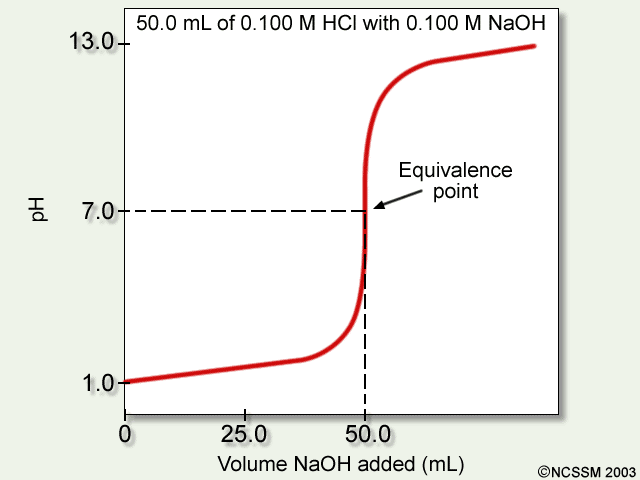 50.0 mL of 0.100 M HCl with 0.100 M NaOH
13.0
Equivalence
point
pH
7.0
1.0
0
25.0
50.0
Volume NaOH added (mL)
©NCSSM 2003